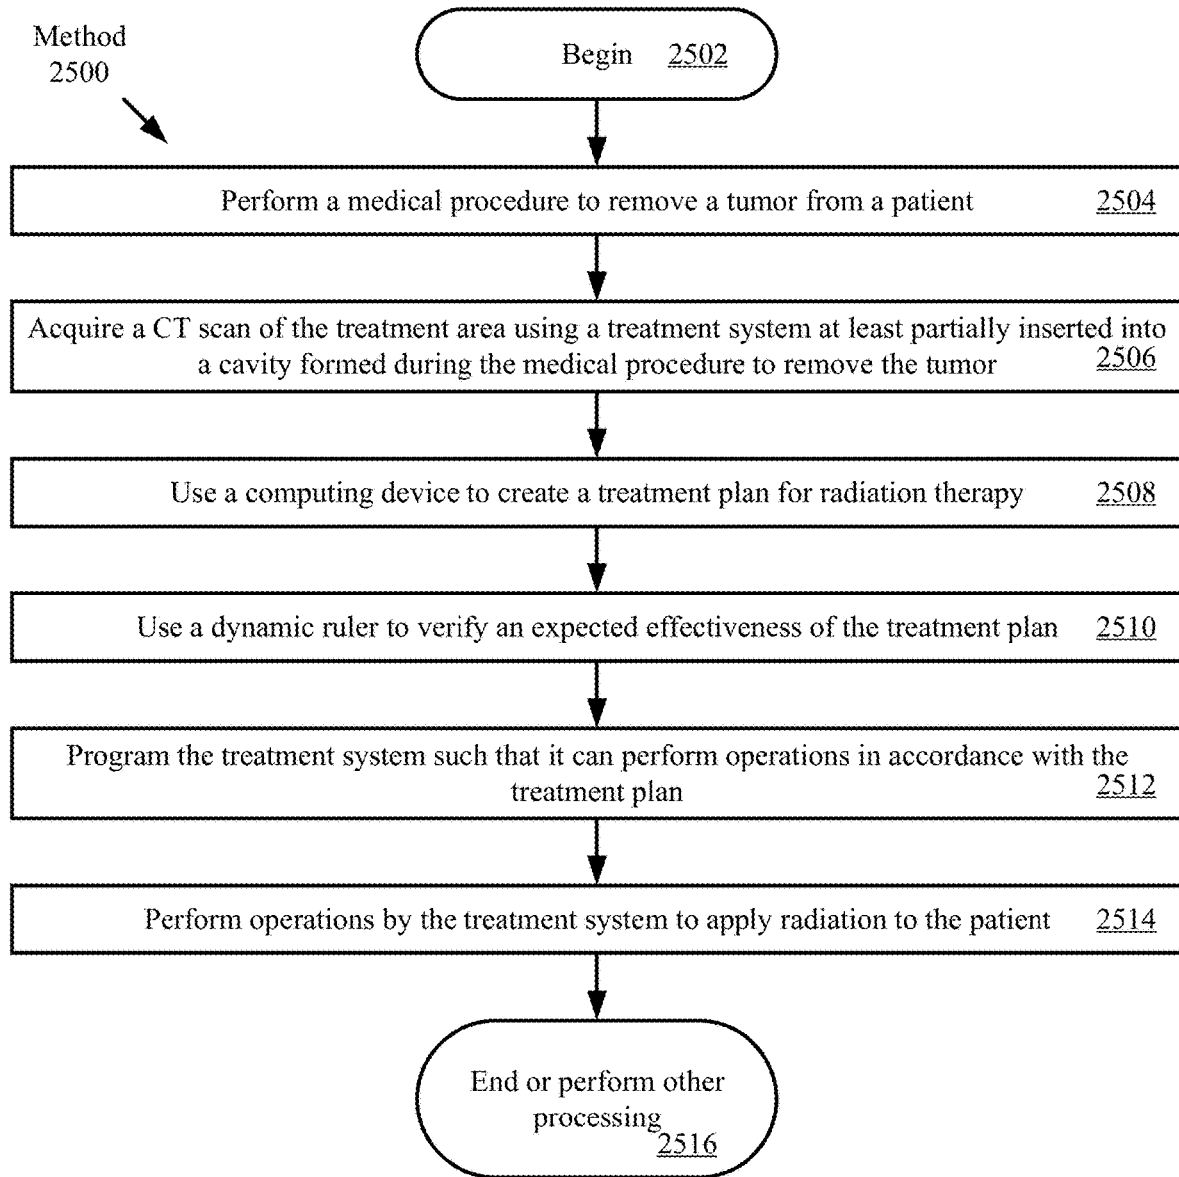 Method
2500
Begin 2502
Perform a medical procedure to remove a tumor from a patient 2504
Acquire a CT scan of the treatment area using a treatment system at least partially inserted into
a cavity formed during the medical procedure to remove the tumor 2506
Use a computing device to create a treatment plan for radiation therapy 2508
Use a dynamic ruler to verify an expected effectiveness of the treatment plan 2510
Program the treatment system such that it can perform operations in accordance with the
treatment plan 2512
Perform operations by the treatment system to apply radiation to the patient 2514
End or perform other
processing
2516